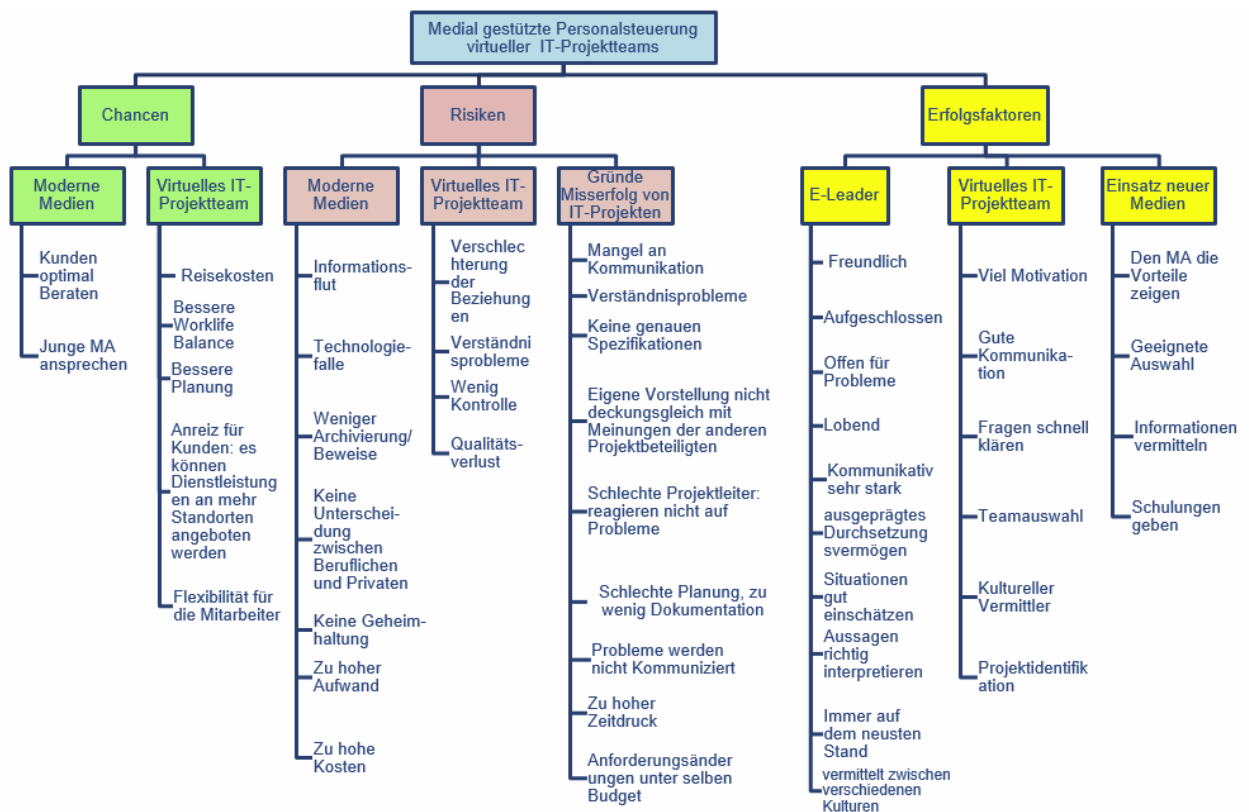 Medial gestützte Personalsteuerung
virtueller IT-Projektteams
Chancen
Risiken
Erfolgsfaktoren
Moderne
Medien
Virtuelles IT-
Projektteam
Moderne
Medien
Virtuelles IT-
Projektteam
Gründe
Misserfolg von
IT-Projekten
E-Leader
Virtuelles IT-
Projektteam
Einsatz neuer
Medien
Kunden
optimal
Beraten
Junge MA
ansprechen
Reisekosten
Bessere
Worklife
Balance
Bessere
Planung
Anreiz für
Kunden: es
können
Dienstleistung
en an mehr
Standorten
angeboten
werden
Flexibilität für
die Mitarbeiter
Informations-
flut
Technologie-
falle
Weniger
Archivierung/
Beweise
Keine
Unterschei-
dung
zwischen
Beruflichen
und Privaten
Keine Geheim-
haltung
Zu hoher
Aufwand
Zu hohe
Kosten
Verschlec
hterung
der
Beziehung
en
Verständni
sprobleme
Wenig
Kontrolle
Qualitäts-
verlust
Mangel an
Kommunikation
Verständnisprobleme
Keine genauen
Spezifikationen
Eigene Vorstellung nicht
deckungsgleich mit
Meinungen der anderen
Projektbeteiligten
Schlechte Projektleiter:
reagieren nicht auf
Probleme
Schlechte Planung, zu
wenig Dokumentation
Probleme werden
nicht Kommuniziert
Zu hoher
Zeitdruck
Anforderungsänder
ungen unter selben
Budget
Freundlich
Aufgeschlossen
Offen für
Probleme
Lobend
Kommunikativ
sehr stark
ausgeprägtes
Durchsetzung
svermögen
Situationen
gut
einschätzen
Aussagen
richtig
interpretieren
Immer auf
dem neusten
Stand
vermittelt zwischen
verschiedenen
Kulturen
Viel Motivation
Gute
Kommunika-
tion
Fragen schnell
klären
Teamauswahl
Kultureller
Vermittler
Projektidentifik
ation
Den MA die
Vorteile
zeigen
Geeignete
Auswahl
Informationen
vermitteln
Schulungen
geben